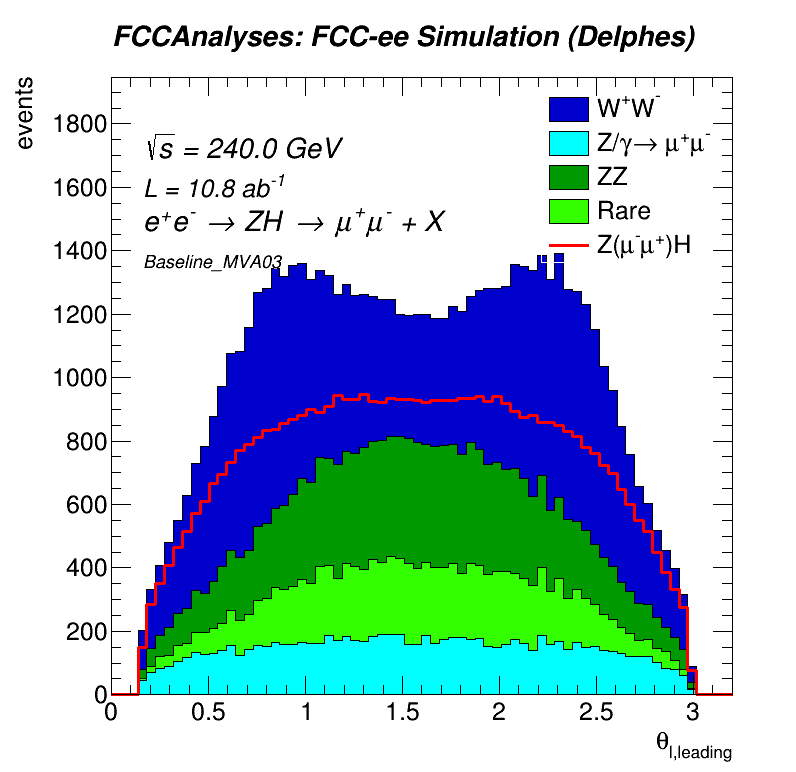 FCCAnalyses: FCC-ee Simulation (Delphes)
events
√s = 240.0 GeV
L = 10.8 ab⁻¹
e⁺e⁻ → ZH → μ⁺μ⁻ + X
Baseline_MVA03
W⁺W⁻
Z/γ→ μ⁺μ⁻
ZZ
Rare
Z(μ⁻μ⁺)H
1800
1600
1400
1200
1000
800
600
400
200
0
0 0.5 1 1.5 2 2.5 3
θl,leading